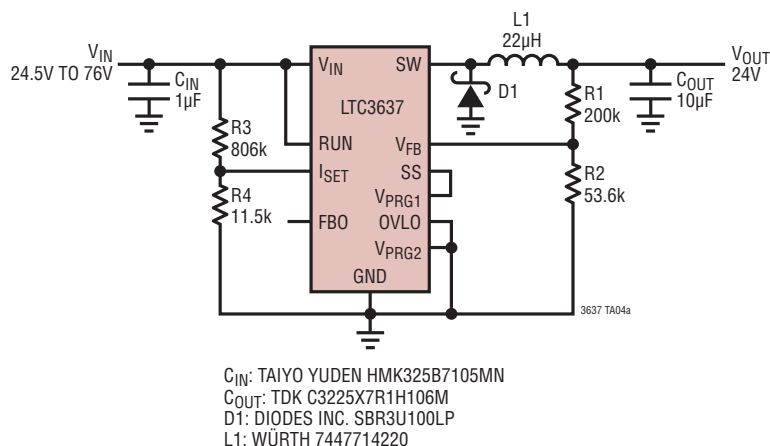 L1
22µH
VIN
24.5V TO 76V
CIN
1µF
VIN
SW
LTC3637
D1
R1
200k
COUT
10µF
VOUT
24V
R3
806k
RUN
VFB
ISET
SS
R2
53.6k
VPRG1
R4
11.5k
FBO
OVLO
VPRG2
GND
3637 TA04a
CIN: TAIYO YUDEN HMK325B7105MN
COUT: TDK C3225X7R1H106M
D1: DIODES INC. SBR3U100LP
L1: WÜRTH 7447714220